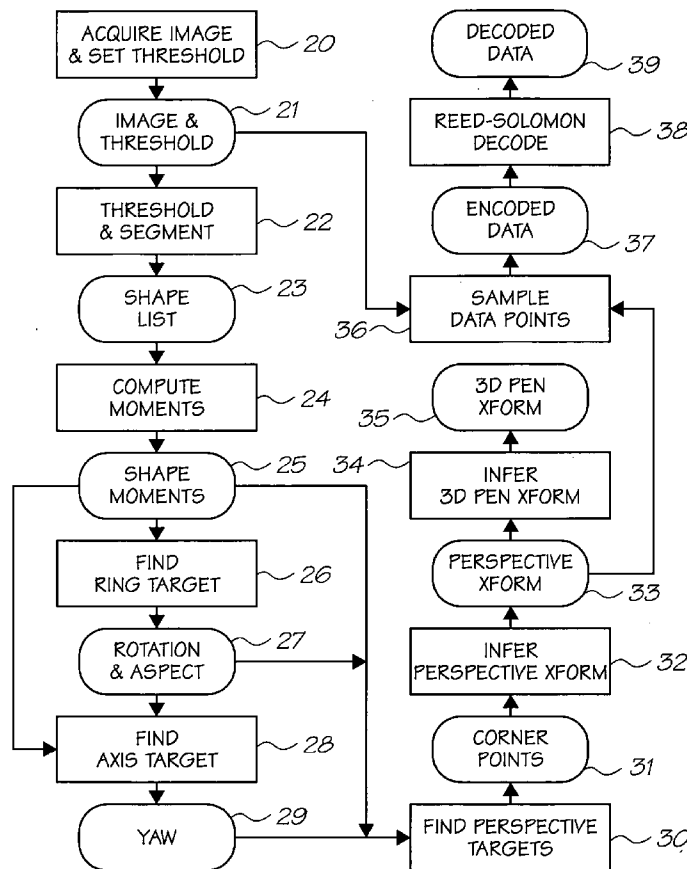 ACQUIRE IMAGE
& SET THRESHOLD
20
IMAGE &
THRESHOLD
21
THRESHOLD
& SEGMENT
22
SHAPE
LIST
23
COMPUTE
MOMENTS
24
SHAPE
MOMENTS
25
FIND
RING TARGET
26
ROTATION
& ASPECT
27
FIND
AXIS TARGET
28
YAW
29
DECODED
DATA
39
REED-SOLOMON
DECODE
38
ENCODED
DATA
37
SAMPLE
DATA POINTS
36
3D PEN
XFORM
35
34
INFER
3D PEN XFORM
PERSPECTIVE
XFORM
33
INFER
PERSPECTIVE XFORM
32
CORNER
POINTS
31
FIND PERSPECTIVE
TARGETS
30